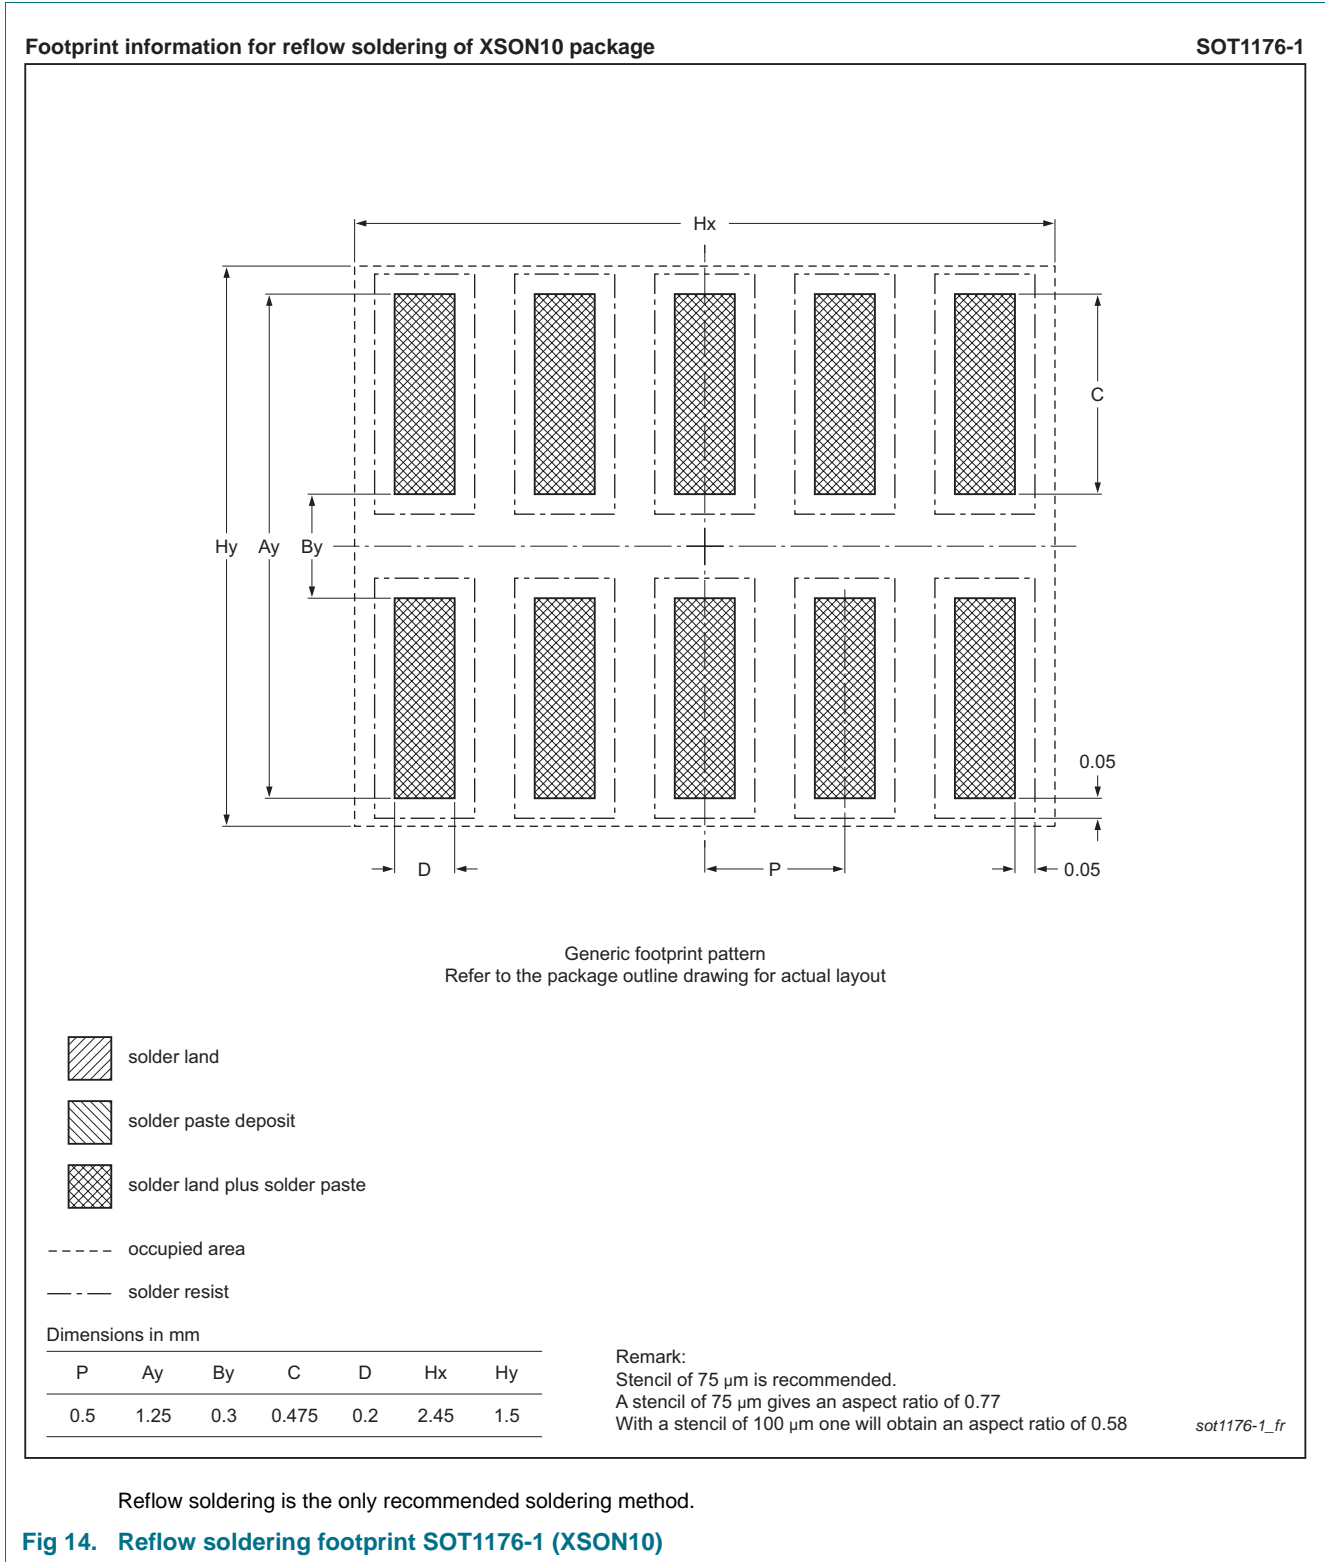 Footprint information for reflow soldering of XSON10 package SOT1176-1
Hx
C
Hy Ay By
0.05
D P 0.05
Generic footprint pattern
Refer to the package outline drawing for actual layout
solder land
solder paste deposit
solder land plus solder paste
occupied area
solder resist
Dimensions in mm
P Ay By C D Hx Hy
0.5 1.25 0.3 0.475 0.2 2.45 1.5
Remark:
Stencil of 75 μm is recommended.
A stencil of 75 μm gives an aspect ratio of 0.77
With a stencil of 100 μm one will obtain an aspect ratio of 0.58
sot1176-1_fr
Reflow soldering is the only recommended soldering method.
Fig 14. Reflow soldering footprint SOT1176-1 (XSON10)